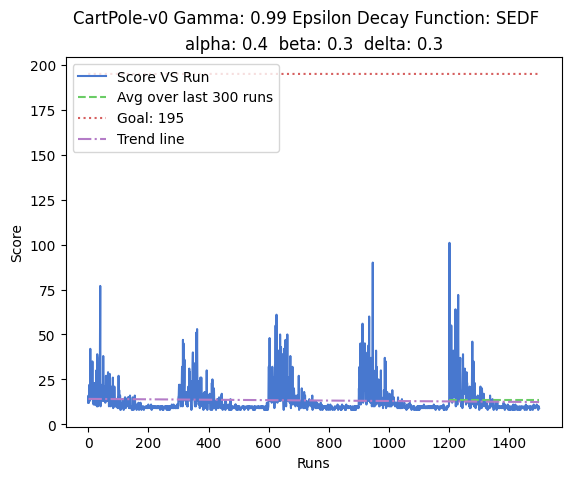 CartPole-v0 Gamma: 0.99 Epsilon Decay Function: SEDF
alpha: 0.4  beta: 0.3  delta: 0.3
Score VS Run
Avg over last 300 runs
Goal: 195
Trend line
200
175
150
125
100
75
50
25
0
Score
0 200 400 600 800 1000 1200 1400
Runs